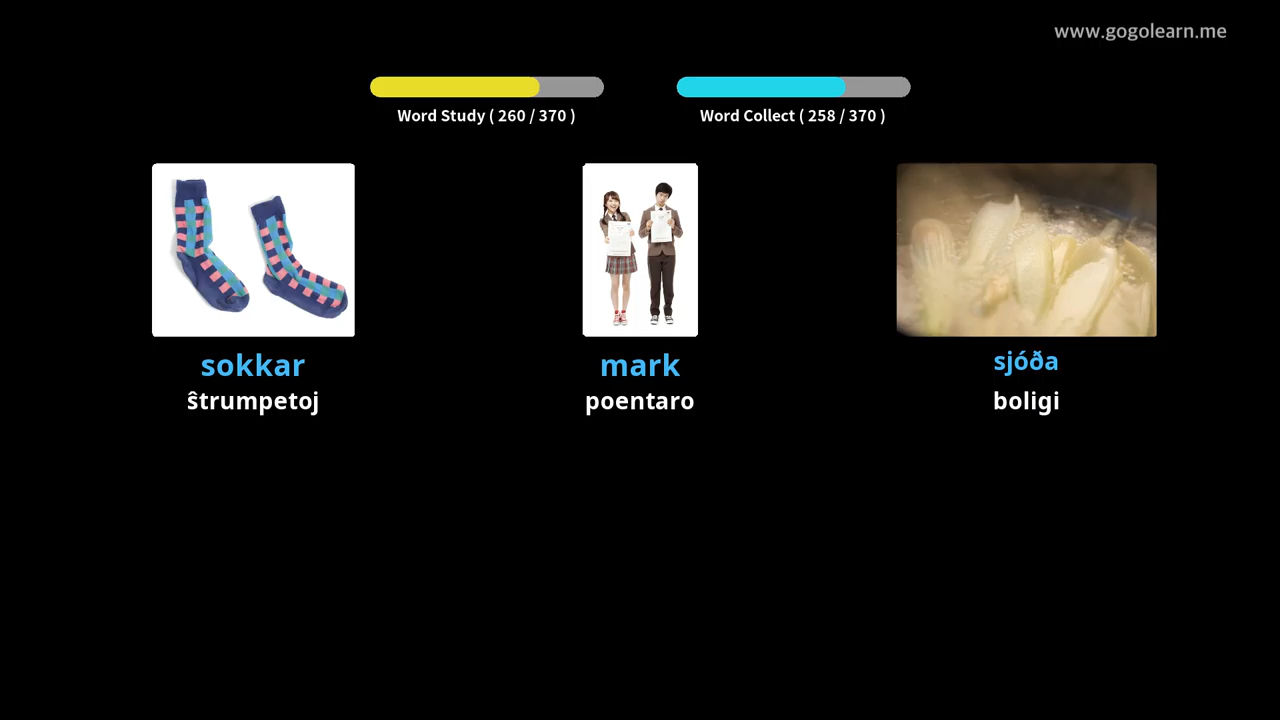 www.gogolearn.me
Word Study ( 260 / 370 )
Word Collect ( 258 / 370 )
sokkar
ŝtrumpetoj
mark
poentaro
sjóða
boligi